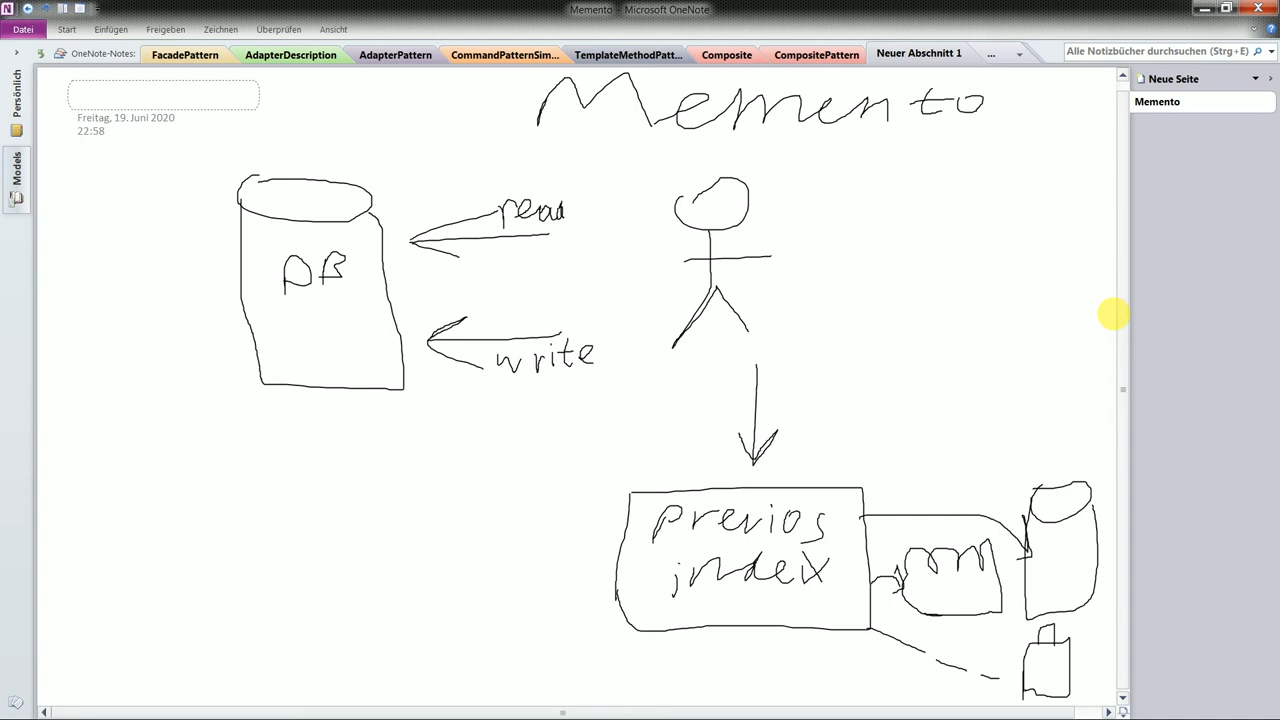 Memento - Microsoft OneNote
Datei Start Einfügen Freigeben Zeichnen Überprüfen Ansicht
OneNote-Notes: FacadePattern AdapterDescription AdapterPattern CommandPatternSim... TemplateMethodPatt... Composite CompositePattern Neuer Abschnitt 1 ... Alle Notizbücher durchsuchen (Strg+E)
Persönlich
Models
Neue Seite
Memento
Freitag, 19. Juni 2020
22:58
Memento
read
DB
write
previos
index